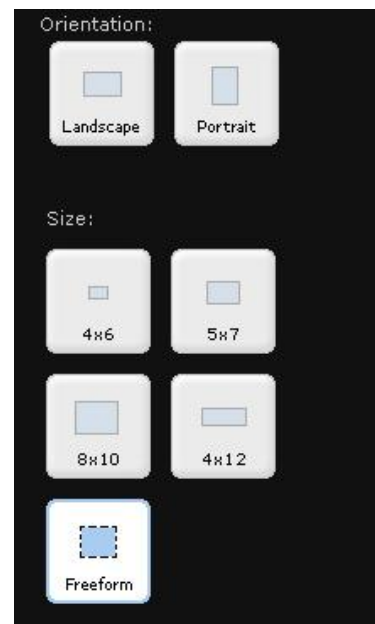 Orientation:
Landscape Portrait
Size:
4x6 5x7
8x10 4x12
Freeform